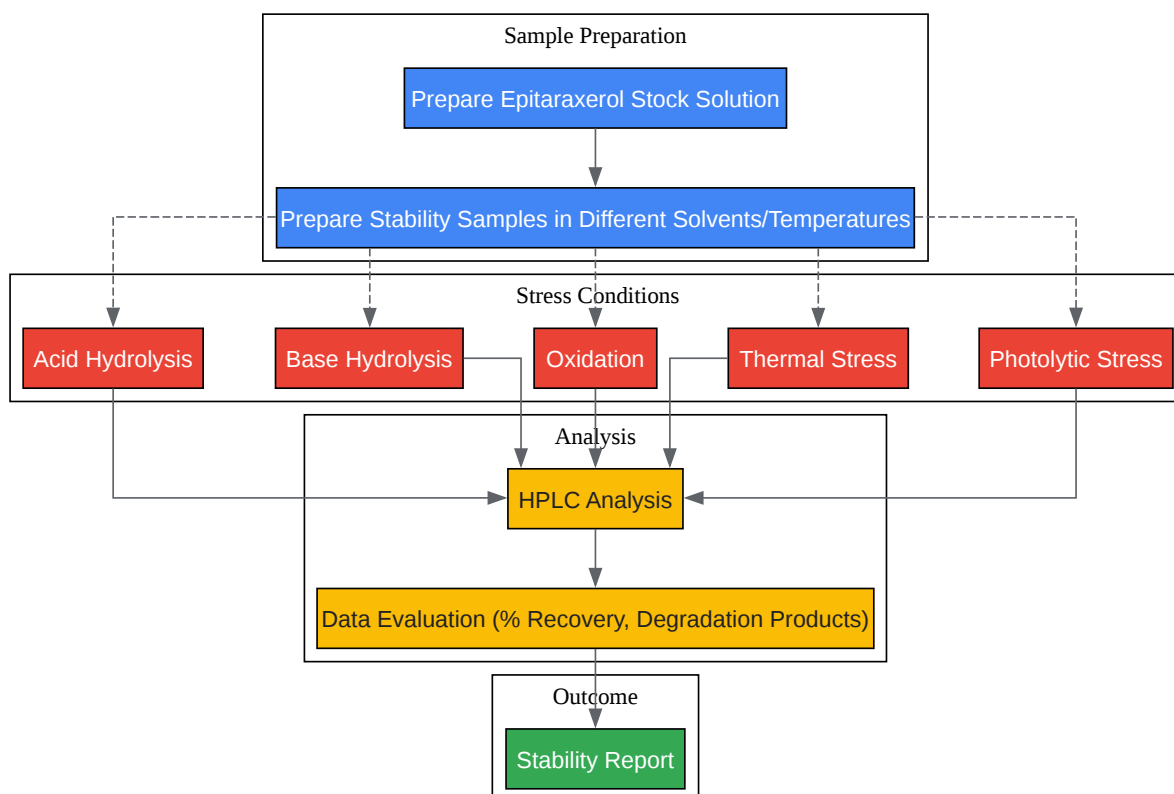 Sample Preparation
Prepare Epitaraxerol Stock Solution
Prepare Stability Samples in Different Solvents/Temperatures
Stress Conditions
Acid Hydrolysis
Base Hydrolysis
Oxidation
Thermal Stress
Photolytic Stress
Analysis
HPLC Analysis
Data Evaluation (% Recovery, Degradation Products)
Outcome
Stability Report